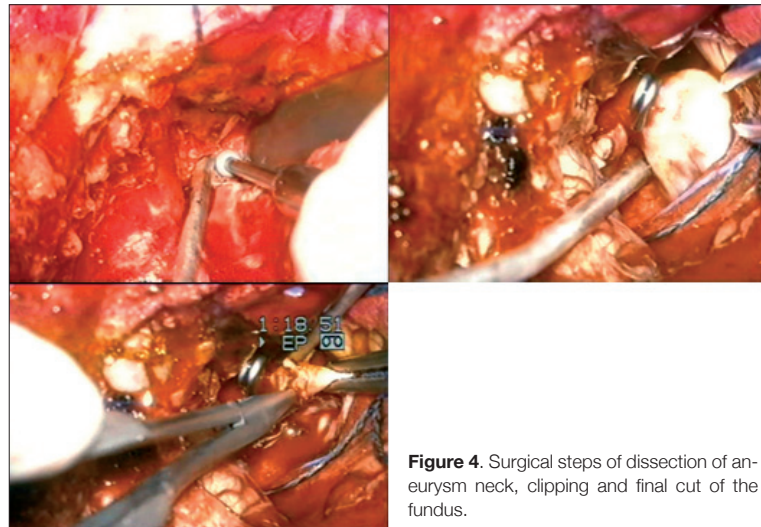 1:18:51
EP
Figure 4. Surgical steps of dissection of an-
eurysm neck, clipping and final cut of the
fundus.